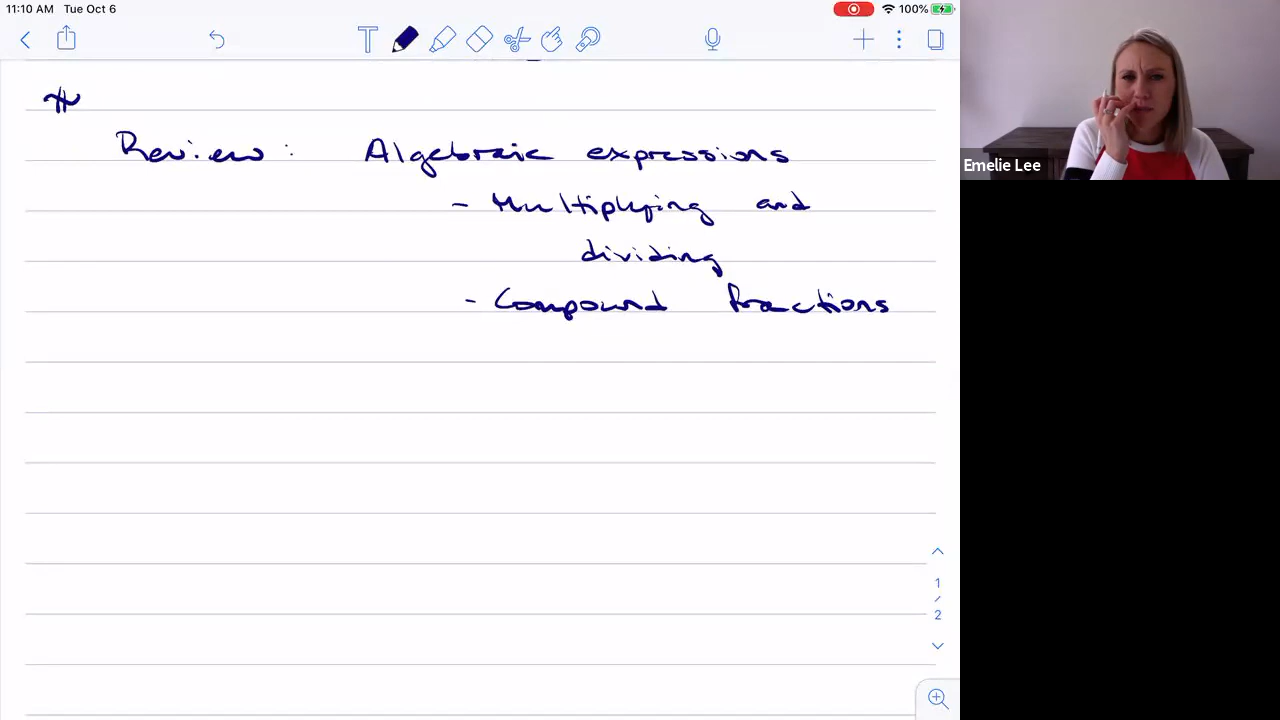 11:10 AM Tue Oct 6
100%
Review: Algebraic expressions
- Multiplying and
dividing
- Compound fractions
Emelie Lee
1
/
2